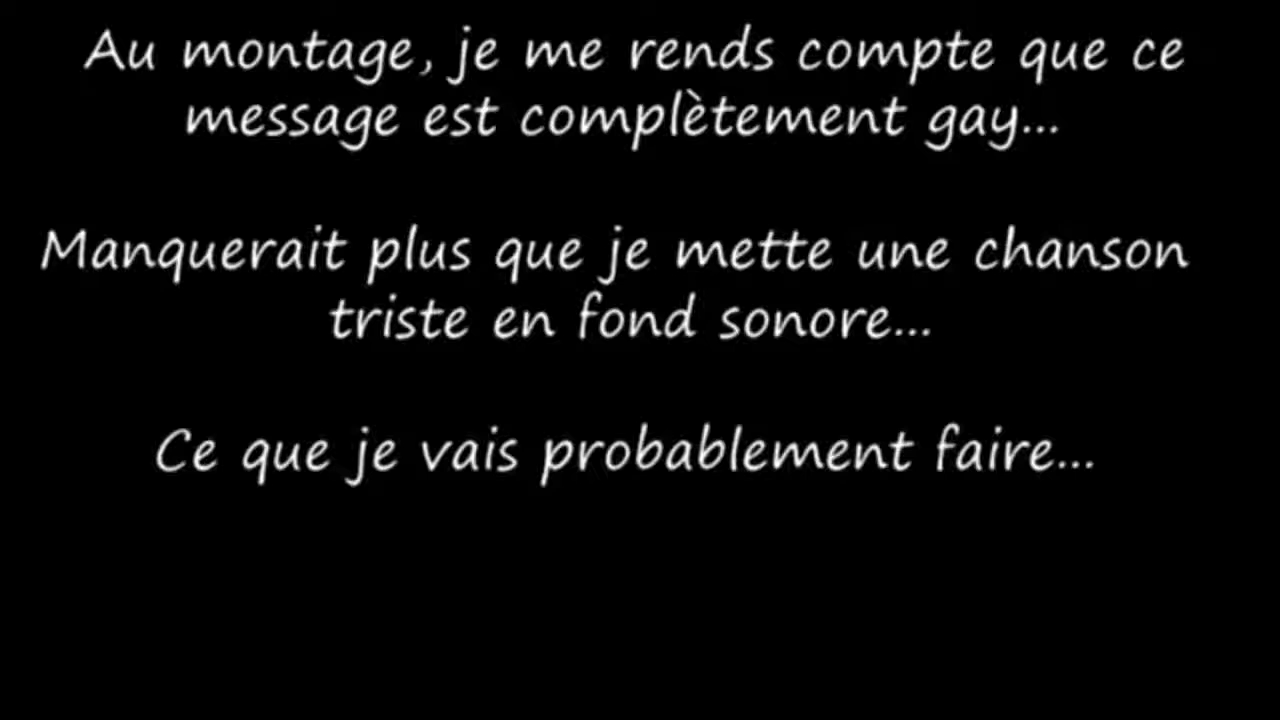 Au montage, je me rends compte que ce
message est complètement gay...
Manquerait plus que je mette une chanson
triste en fond sonore...
Ce que je vais probablement faire...